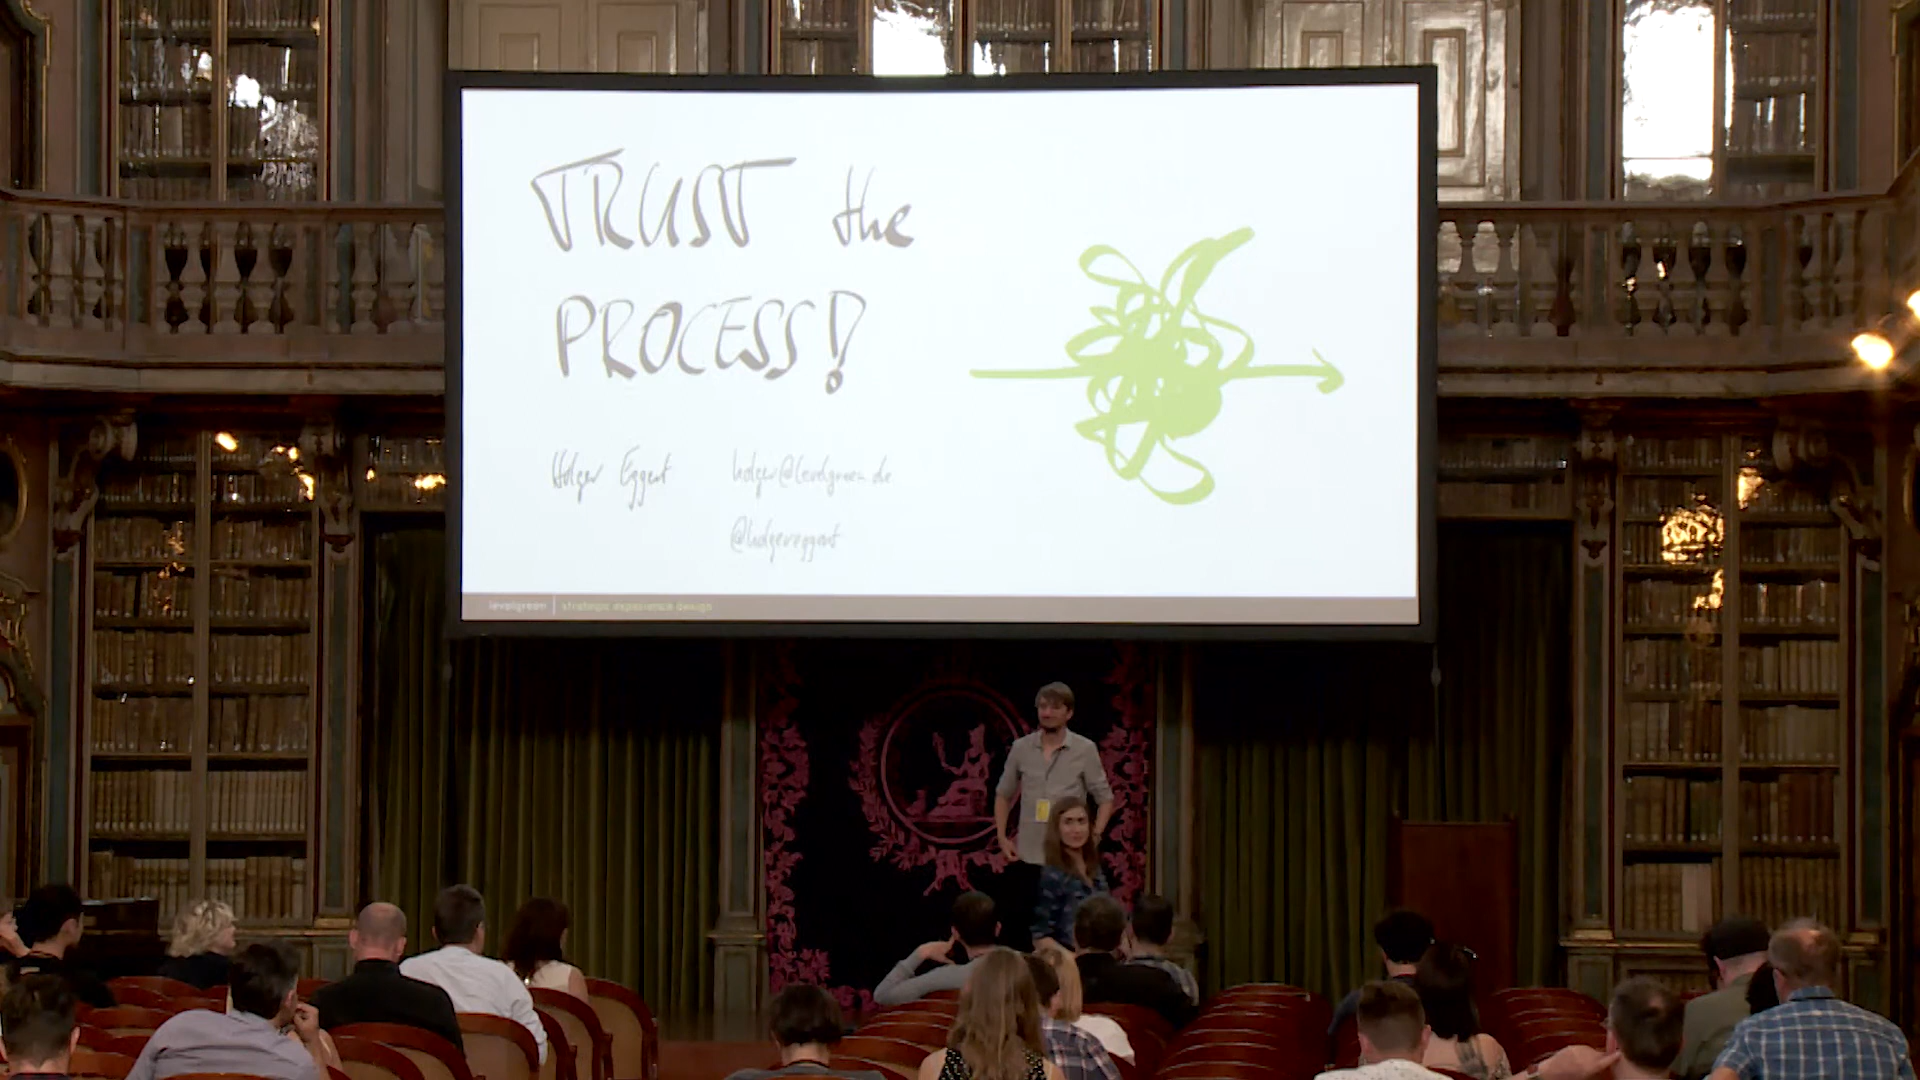 TRUST the
PROCESS!
Holger Eggert holger@levelgreen.de
@holgereggert
levelgreen | strategic experience design